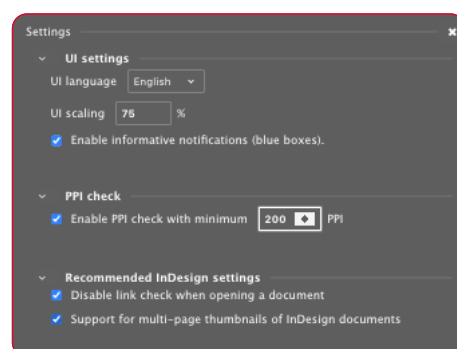 Settings
UI settings
UI language English
UI scaling 75 %
Enable informative notifications (blue boxes).
PPI check
Enable PPI check with minimum 200 PPI
Recommended InDesign settings
Disable link check when opening a document
Support for multi-page thumbnails of InDesign documents